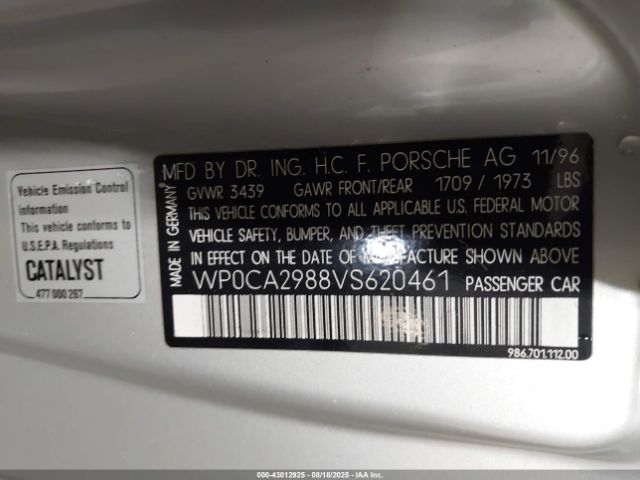 MFD BY DR. ING. H.C. F. PORSCHE AG 11/96
GVWR 3439 GAWR FRONT/REAR 1709 / 1973 LBS
THIS VEHICLE CONFORMS TO ALL APPLICABLE U.S. FEDERAL MOTOR
VEHICLE SAFETY, BUMPER, AND THEFT PREVENTION STANDARDS
IN EFFECT ON THE DATE OF MANUFACTURE SHOWN ABOVE
WP0CA2988VS620461 PASSENGER CAR
986.701.112.00
MADE IN GERMANY
Vehicle Emission Control
information
This vehicle conforms to
U.S.E.P.A. Regulations
CATALYST
477 000 267
000-43012925 - 08/18/2025 - IAA Inc.